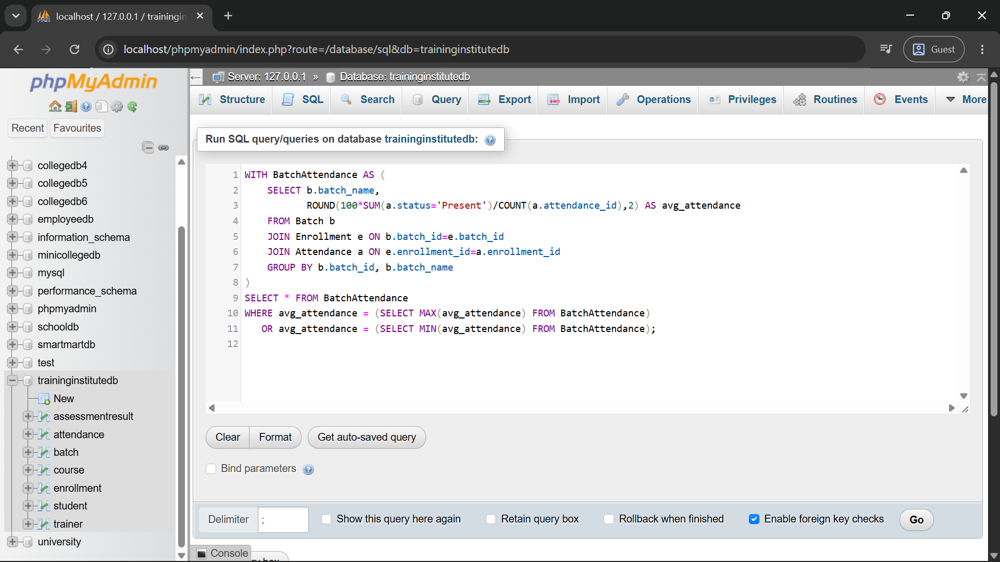 localhost / 127.0.0.1 / trainingin
localhost/phpmyadmin/index.php?route=/database/sql&db=traininginstitutedb
Guest
phpMyAdmin
Recent
Favourites
collegedb4
collegedb5
collegedb6
employeedb
information_schema
minicollegedb
mysql
performance_schema
phpmyadmin
schooldb
smartmartdb
test
traininginstitutedb
New
assessmentresult
attendance
batch
course
enrollment
student
trainer
university
Server: 127.0.0.1 » Database: traininginstitutedb
Structure SQL Search Query Export Import Operations Privileges Routines Events More
Run SQL query/queries on database traininginstitutedb:
1 WITH BatchAttendance AS (
2 SELECT b.batch_name,
3 ROUND(100*SUM(a.status='Present')/COUNT(a.attendance_id),2) AS avg_attendance
4 FROM Batch b
5 JOIN Enrollment e ON b.batch_id=e.batch_id
6 JOIN Attendance a ON e.enrollment_id=a.enrollment_id
7 GROUP BY b.batch_id, b.batch_name
8 )
9 SELECT * FROM BatchAttendance
10 WHERE avg_attendance = (SELECT MAX(avg_attendance) FROM BatchAttendance)
11 OR avg_attendance = (SELECT MIN(avg_attendance) FROM BatchAttendance);
12
Clear Format Get auto-saved query
Bind parameters
Delimiter ; Show this query here again Retain query box Rollback when finished Enable foreign key checks Go
Console